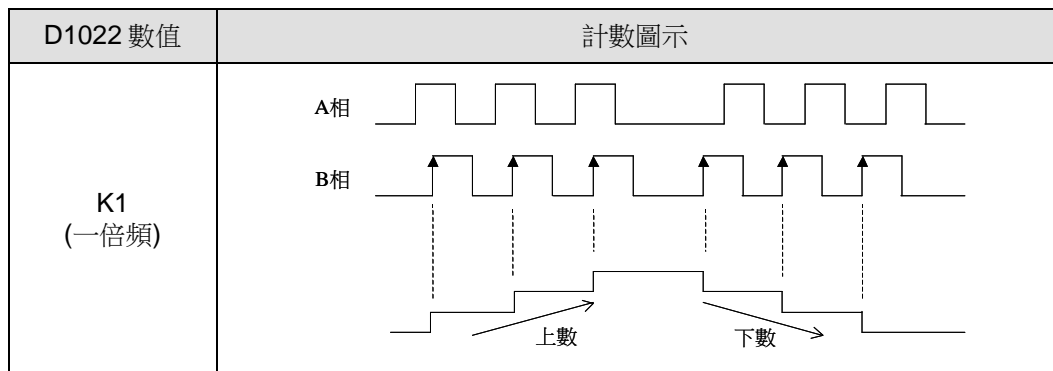 D1022 數值
計數圖示
K1
(一倍頻)
A相
B相
上數
下數